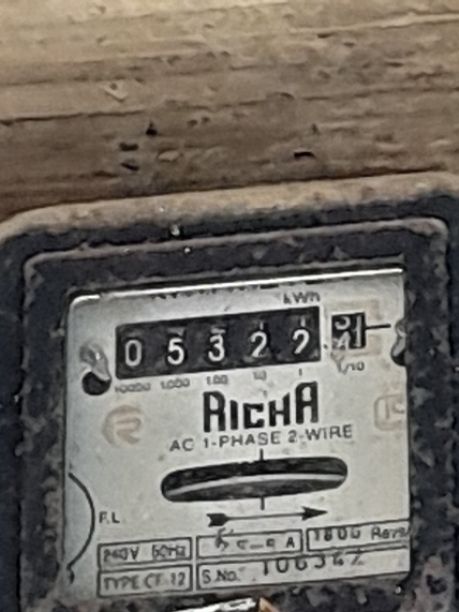 kWh
0 5 3 2 2
10000 1000 100 10 1 1/10
RICHA
AC 1-PHASE 2-WIRE
F.L
240V 50Hz A 1800 Revs/
TYPE CF 12 S.No.